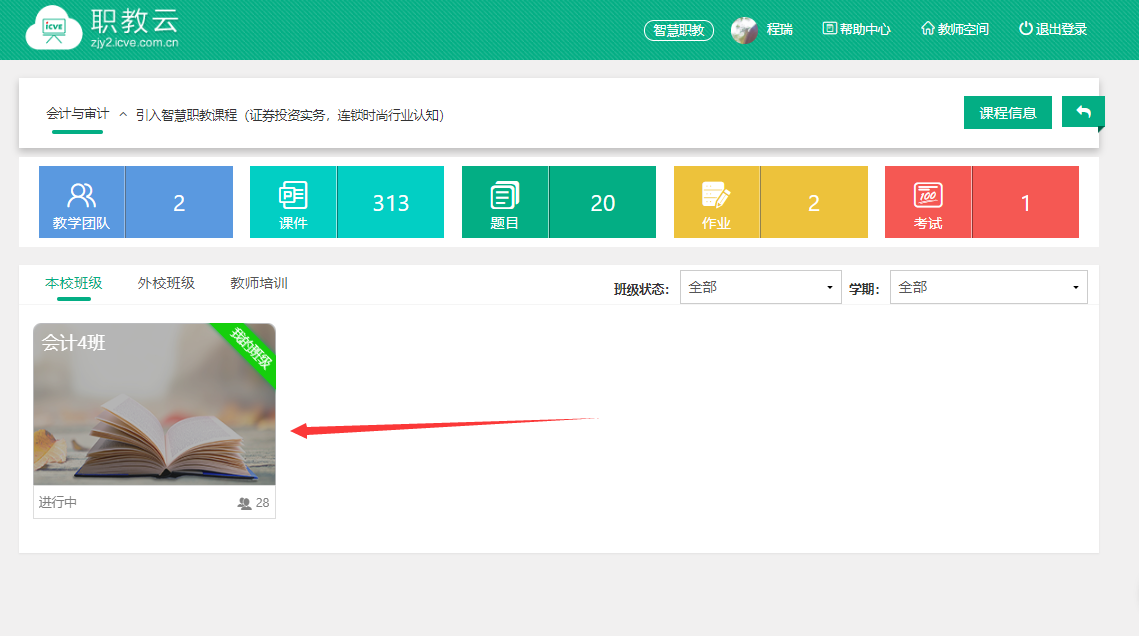 icve
职教云
zjy2.icve.com.cn
智慧职教
程瑞
帮助中心
教师空间
退出登录
会计与审计
引入智慧职教课程（证券投资实务，连锁时尚行业认知）
课程信息
教学团队
2
课件
313
题目
20
作业
2
100
考试
1
本校班级
外校班级
教师培训
班级状态：
全部
学期：
全部
会计4班
我的班级
进行中
28